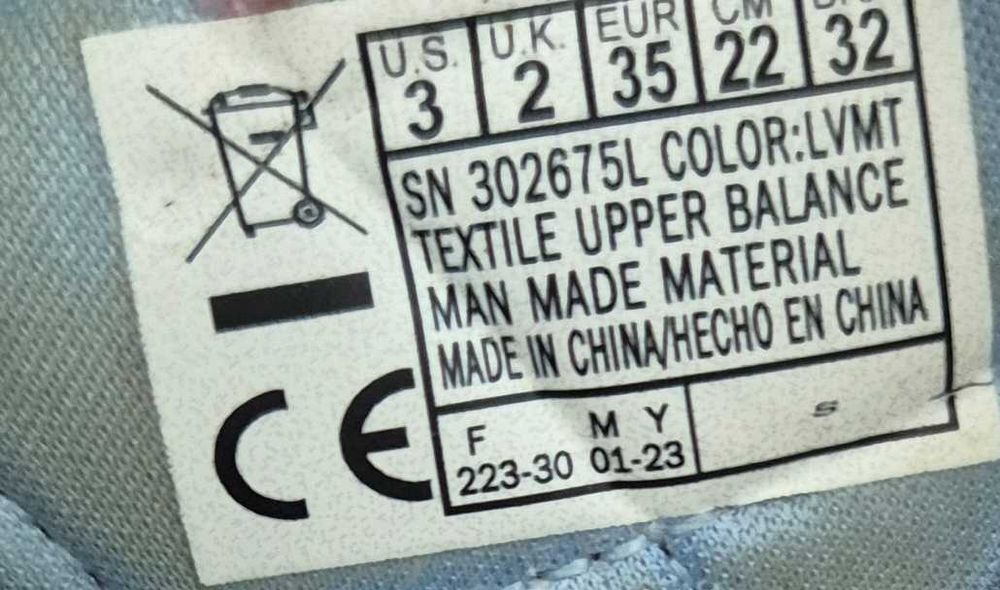 U.S. U.K. EUR CM BRA
3 2 35 22 32
SN 302675L COLOR:LVMT
TEXTILE UPPER BALANCE
MAN MADE MATERIAL
MADE IN CHINA/HECHO EN CHINA
F M Y
223-30 01-23
S
CE